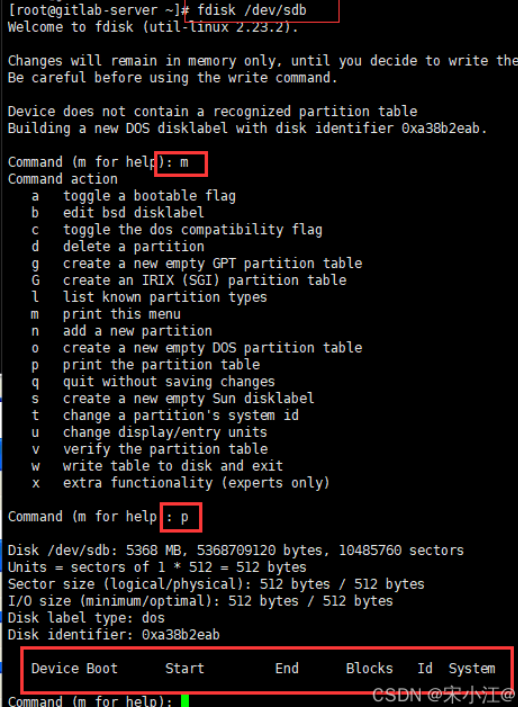 [root@gitlab-server ~]# fdisk /dev/sdb
Welcome to fdisk (util-linux 2.23.2).
Changes will remain in memory only, until you decide to write the
Be careful before using the write command.
Device does not contain a recognized partition table
Building a new DOS disklabel with disk identifier 0xa38b2eab.
Command (m for help): m
Command action
a   toggle a bootable flag
b   edit bsd disklabel
c   toggle the dos compatibility flag
d   delete a partition
g   create a new empty GPT partition table
G   create an IRIX (SGI) partition table
l   list known partition types
m   print this menu
n   add a new partition
o   create a new empty DOS partition table
p   print the partition table
q   quit without saving changes
s   create a new empty Sun disklabel
t   change a partition's system id
u   change display/entry units
v   verify the partition table
w   write table to disk and exit
x   extra functionality (experts only)
Command (m for help : p
Disk /dev/sdb: 5368 MB, 5368709120 bytes, 10485760 sectors
Units = sectors of 1 * 512 = 512 bytes
Sector size (logical/physical): 512 bytes / 512 bytes
I/O size (minimum/optimal): 512 bytes / 512 bytes
Disk label type: dos
Disk identifier: 0xa38b2eab
Device Boot      Start         End      Blocks   Id  System
Command (m for help):
CSDN @宋小江@